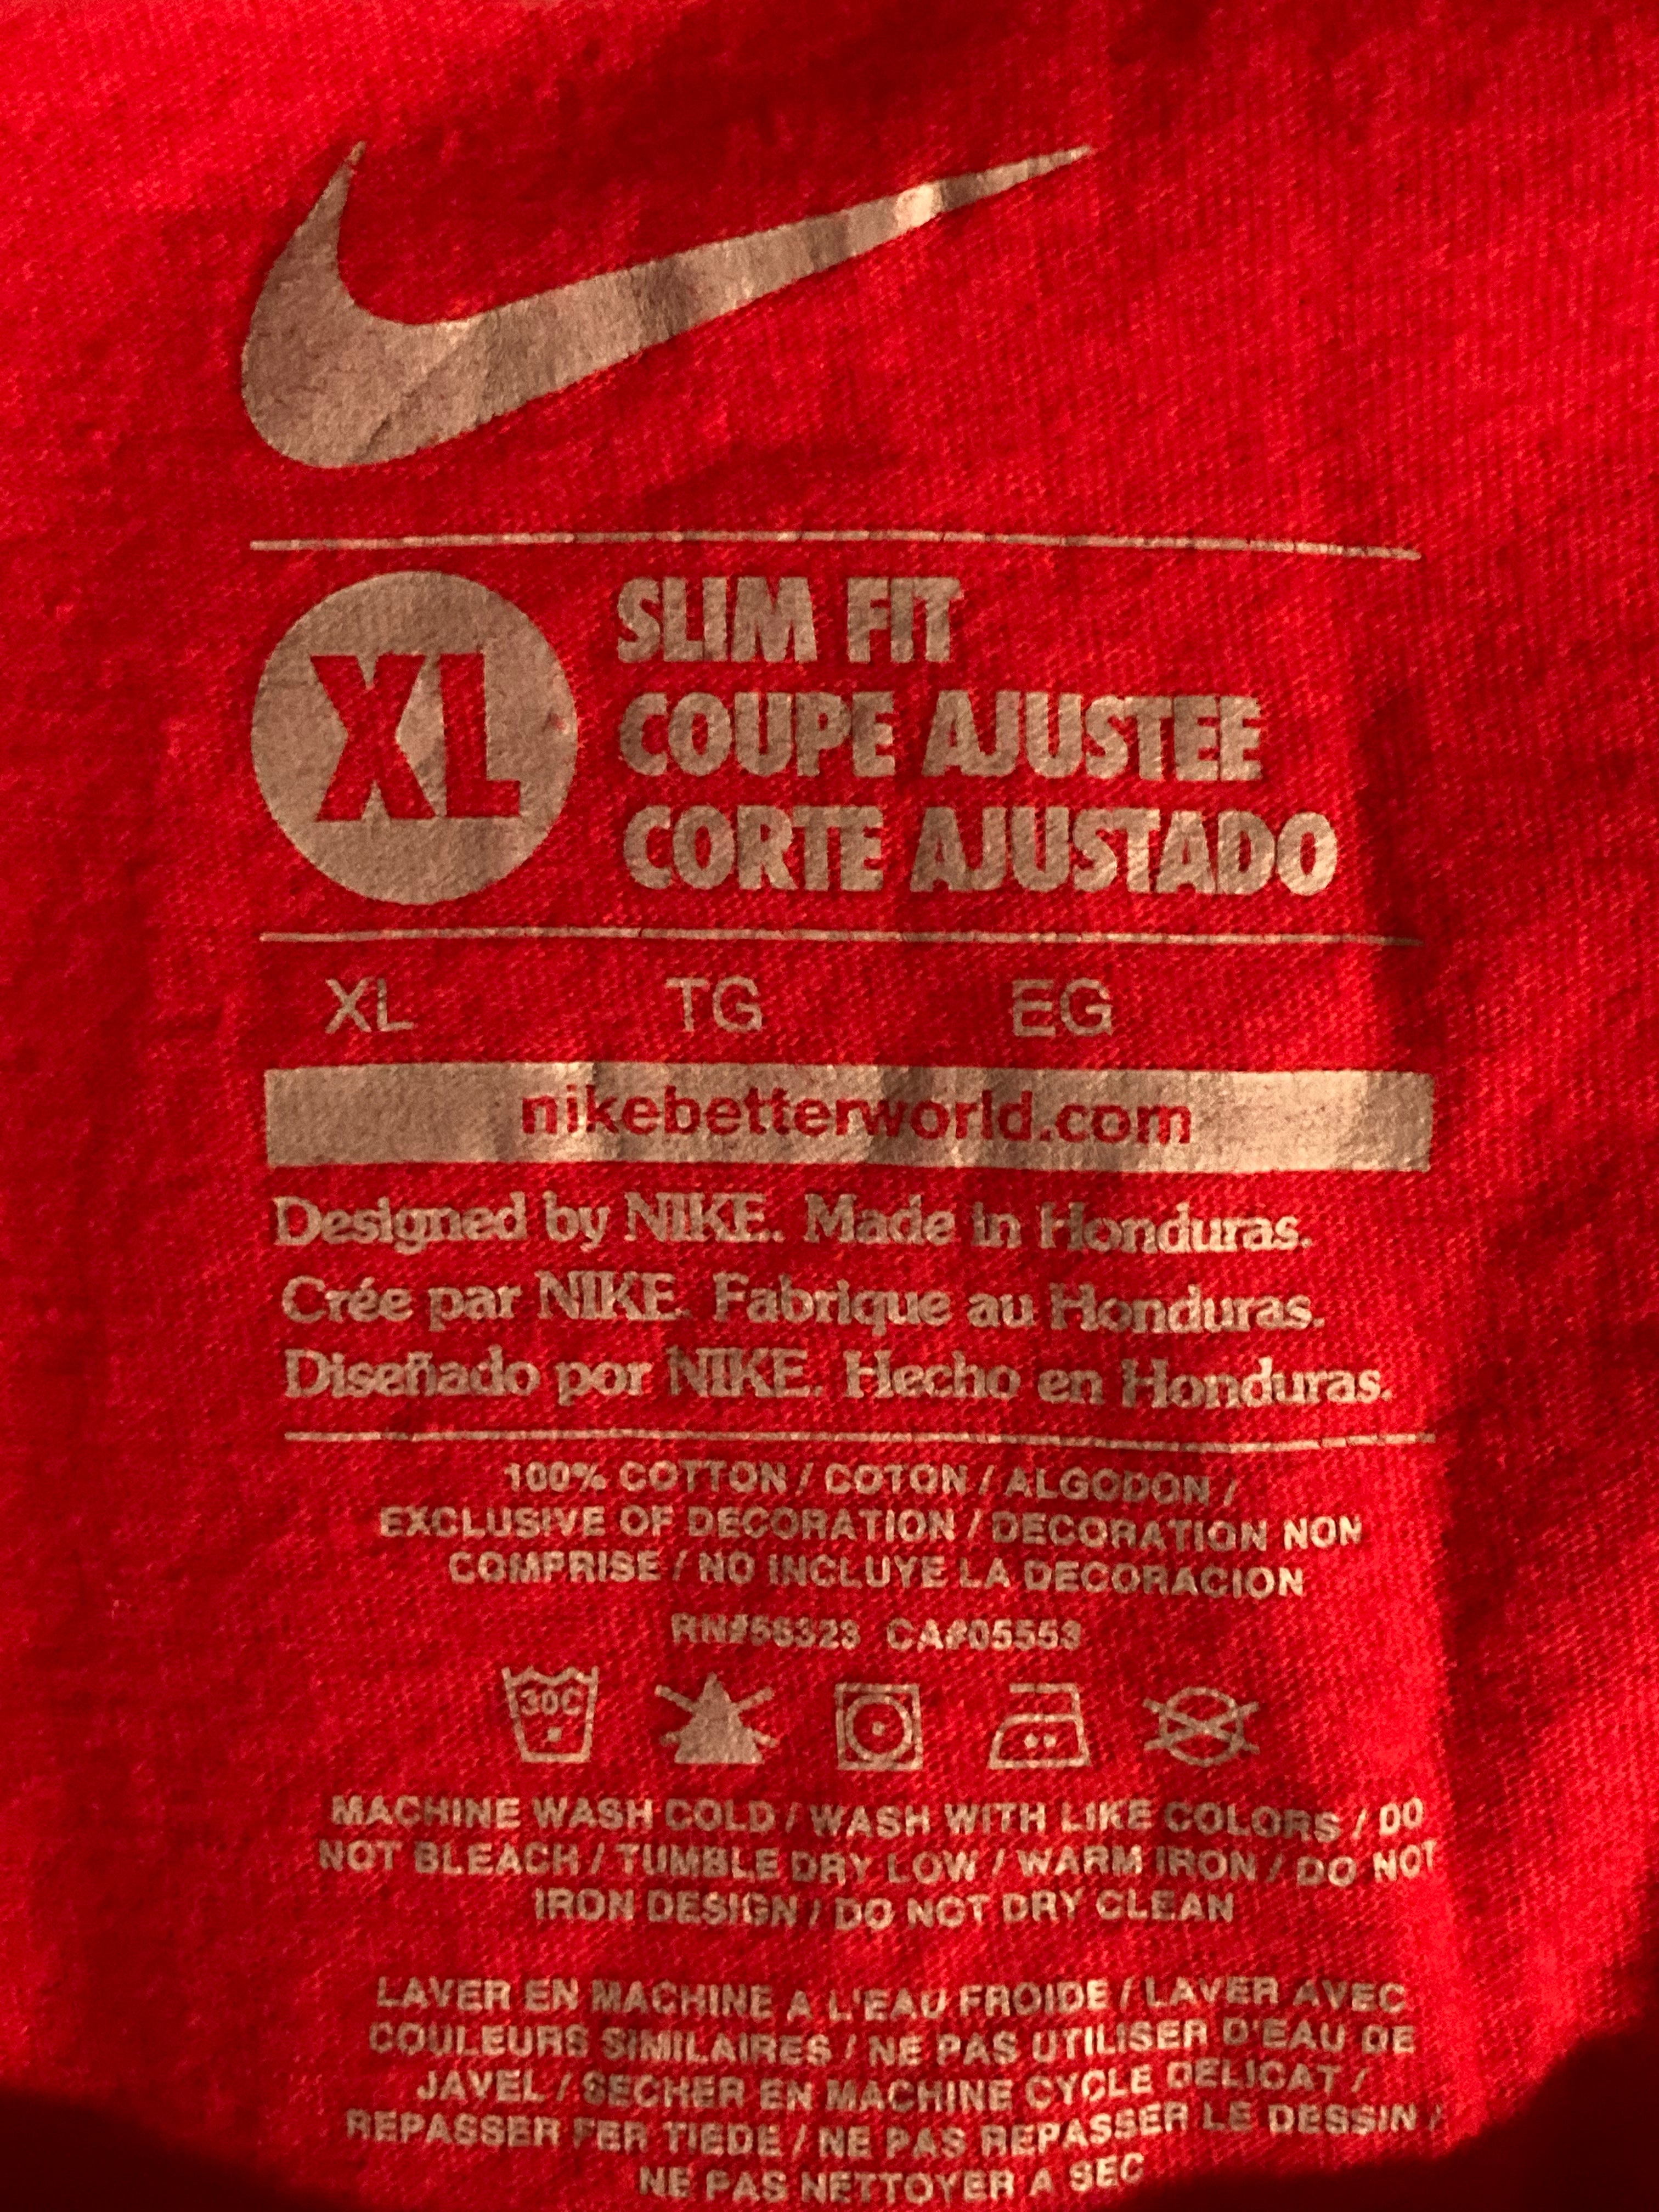 XL
SLIM FIT
COUPE AJUSTEE
CORTE AJUSTADO
XL TG EG
nikebetterworld.com
Designed by NIKE. Made in Honduras.
Crée par NIKE. Fabrique au Honduras.
Diseñado por NIKE. Hecho en Honduras.
100% COTTON / COTON / ALGODON /
EXCLUSIVE OF DECORATION / DECORATION NON
COMPRISE / NO INCLUYE LA DECORACION
RN#56323 CA#05553
30C
MACHINE WASH COLD / WASH WITH LIKE COLORS / DO
NOT BLEACH / TUMBLE DRY LOW / WARM IRON / DO NOT
IRON DESIGN / DO NOT DRY CLEAN
LAVER EN MACHINE A L'EAU FROIDE / LAVER AVEC
COULEURS SIMILAIRES / NE PAS UTILISER D'EAU DE
JAVEL / SECHER EN MACHINE CYCLE DELICAT /
REPASSER FER TIEDE / NE PAS REPASSER LE DESSIN /
NE PAS NETTOYER A SEC